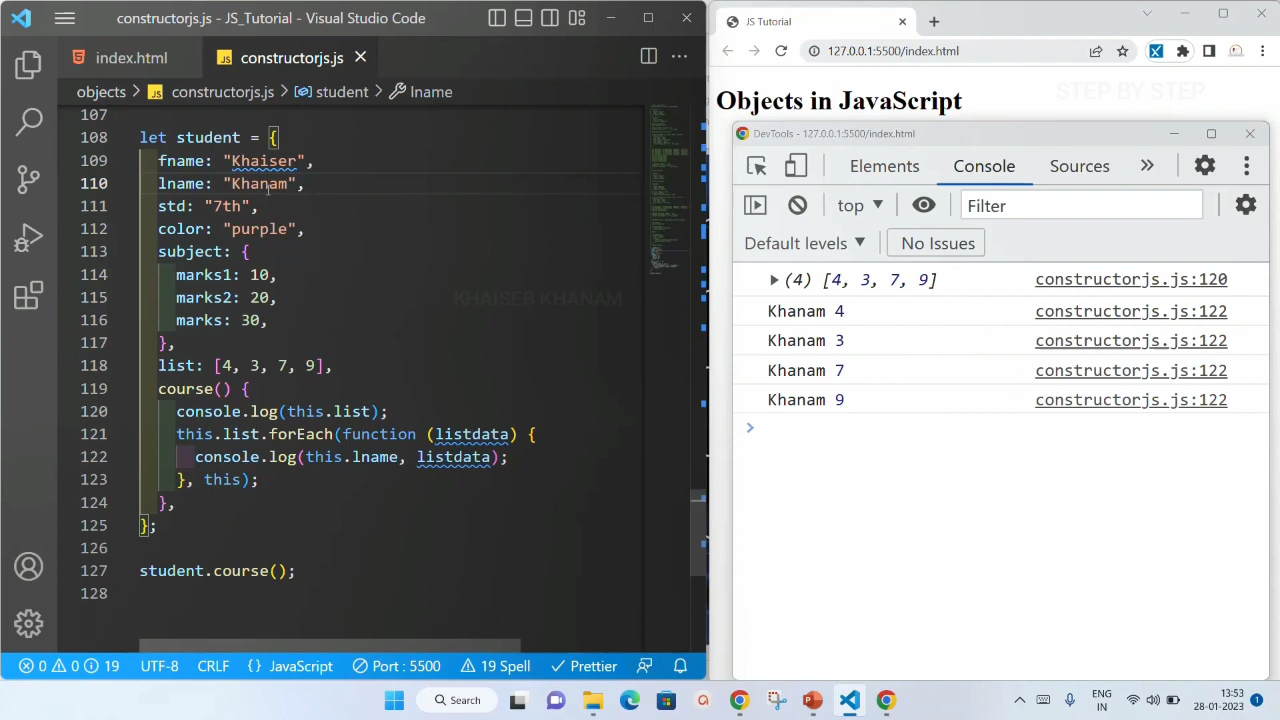 constructorjs.js - JS_Tutorial - Visual Studio Code
index.html
constructorjs.js
objects > JS constructorjs.js > student > lname
107
108 let student = {
109 fname: "Khaiser",
110 lname: "Khanam",
111 std: "7Th",
112 color: "purple",
113 subject: {
114 marks1: 10,
115 marks2: 20,
116 marks: 30,
117 },
118 list: [4, 3, 7, 9],
119 course() {
120 console.log(this.list);
121 this.list.forEach(function (listdata) {
122 console.log(this.lname, listdata);
123 }, this);
124 },
125 };
126
127 student.course();
128
KHAISER KHANAM
0 0 19 UTF-8 CRLF {} JavaScript Port : 5500 19 Spell Prettier
JS Tutorial
127.0.0.1:5500/index.html
STEP BY STEP
Objects in JavaScript
DevTools - 127.0.0.1:5500/index.html
Elements Console Sources
top Filter
Default levels No Issues
(4) [4, 3, 7, 9] constructorjs.js:120
Khanam 4 constructorjs.js:122
Khanam 3 constructorjs.js:122
Khanam 7 constructorjs.js:122
Khanam 9 constructorjs.js:122
Search
ENG
IN
13:53
28-01-2023
1